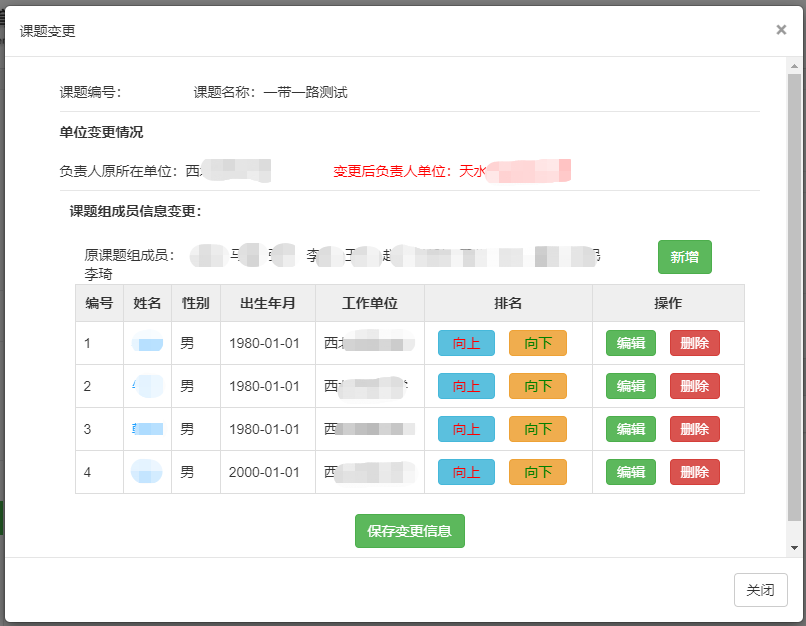 课题变更 ×
课题编号： 课题名称：一带一路测试
单位变更情况
负责人原所在单位：西 变更后负责人单位：天水
课题组成员信息变更：
原课题组成员： 马 李 王 赵 新增
李琦
编号 姓名 性别 出生年月 工作单位 排名 操作
1 男 1980-01-01 西北 向上 向下 编辑 删除
2 男 1980-01-01 西 向上 向下 编辑 删除
3 男 1980-01-01 西 向上 向下 编辑 删除
4 男 2000-01-01 西 向上 向下 编辑 删除
保存变更信息
关闭